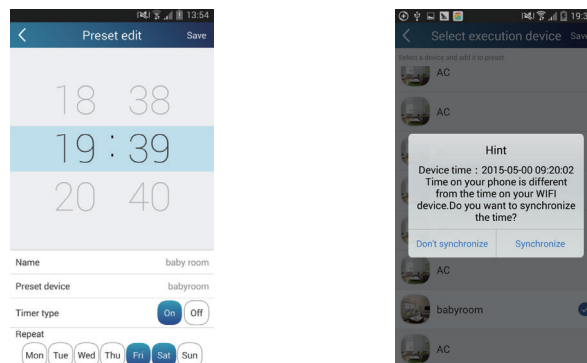 13:54
Preset edit
Save
18 38
19 : 39
20 40
Name
baby room
Preset device
babyroom
Timer type
On
Off
Repeat
Mon
Tue
Wed
Thu
Fri
Sat
Sun
Select execution device
Select a device and add it to preset
AC
AC
Hint
Device time : 2015-05-00 09:20:02
Time on your phone is different
from the time on your WIFI
device.Do you want to synchronize
the time?
Don't synchronize
Synchronize
AC
babyroom
AC